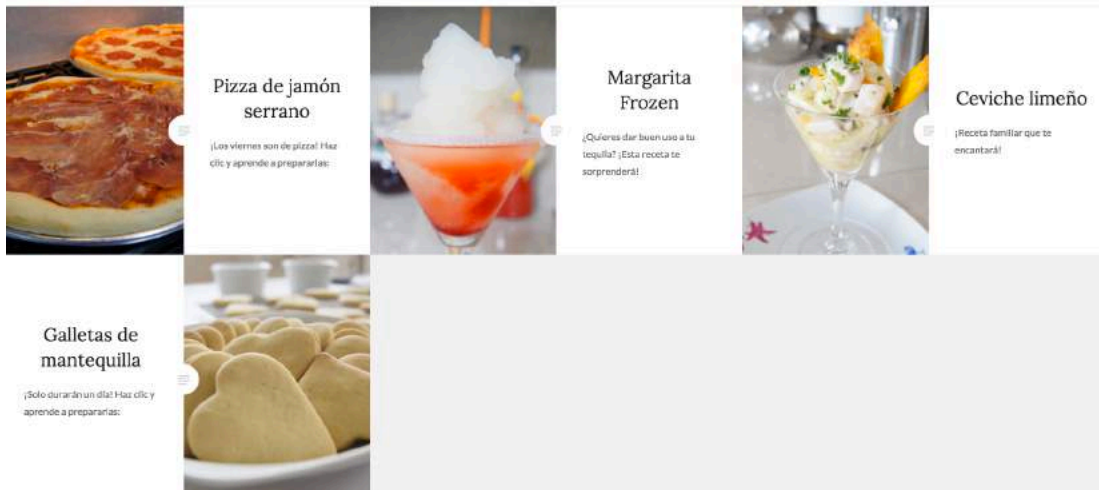 Pizza de jamón
serrano
¡Los viernes son de pizza! Haz
clic y aprende a prepararlas:
Margarita
Frozen
¿Quieres dar buen uso a tu
tequila? ¡Esta receta te
sorprenderá!
Ceviche limeño
¡Receta familiar que te
encantará!
Galletas de
mantequilla
¡Solo durarán un día! Haz clic y
aprende a prepararlas: